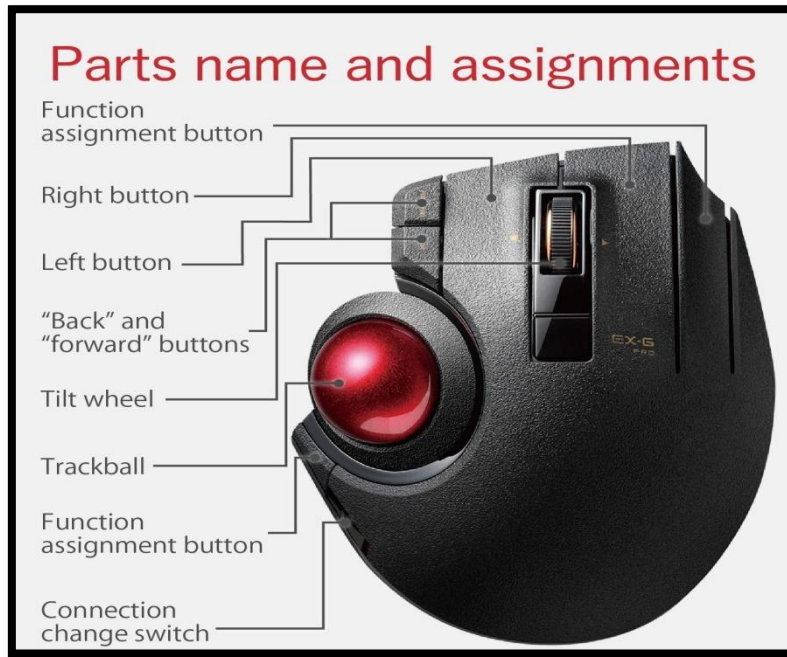 Parts name and assignments
Function
assignment button
Right button
Left button
“Back” and
“forward” buttons
Tilt wheel
Trackball
Function
assignment button
Connection
change switch
EX-G
PRO